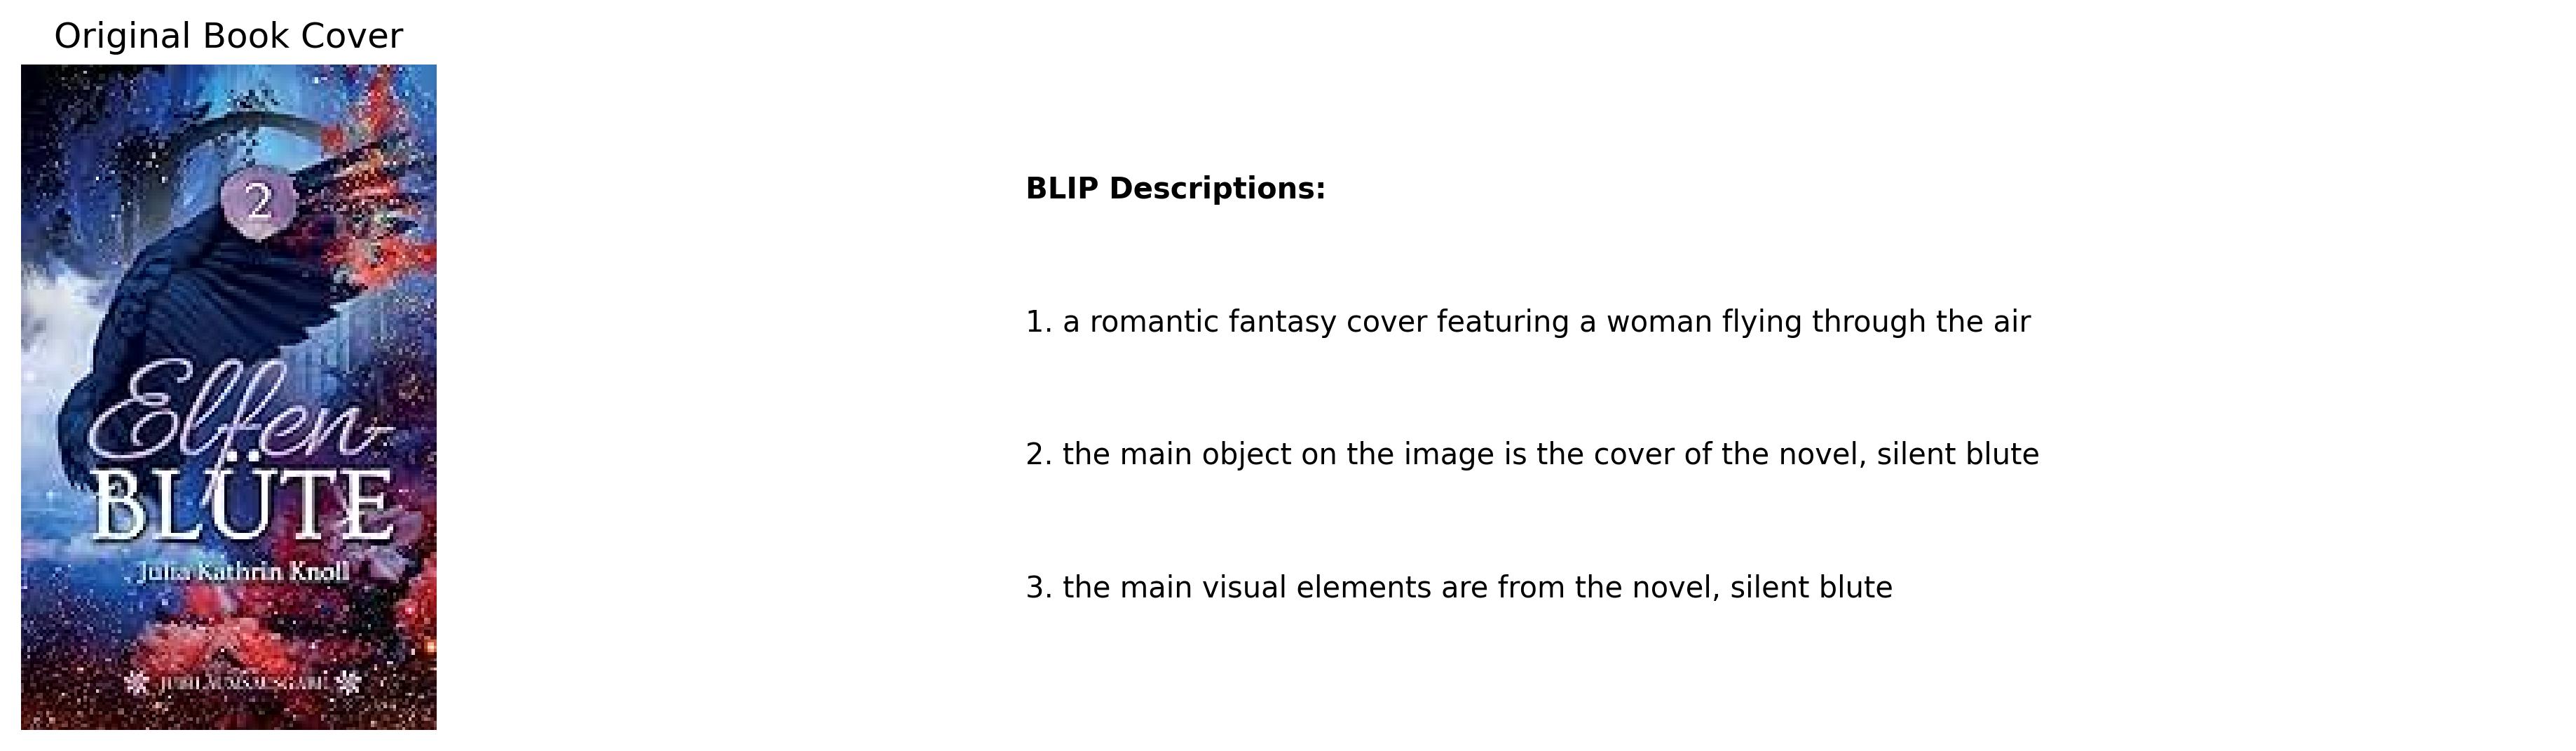 Original Book Cover
2
Elfen-
BLÜTE
Julia Kathrin Knoll
JUBILÄUMSAUSGABE
BLIP Descriptions:
1. a romantic fantasy cover featuring a woman flying through the air
2. the main object on the image is the cover of the novel, silent blute
3. the main visual elements are from the novel, silent blute